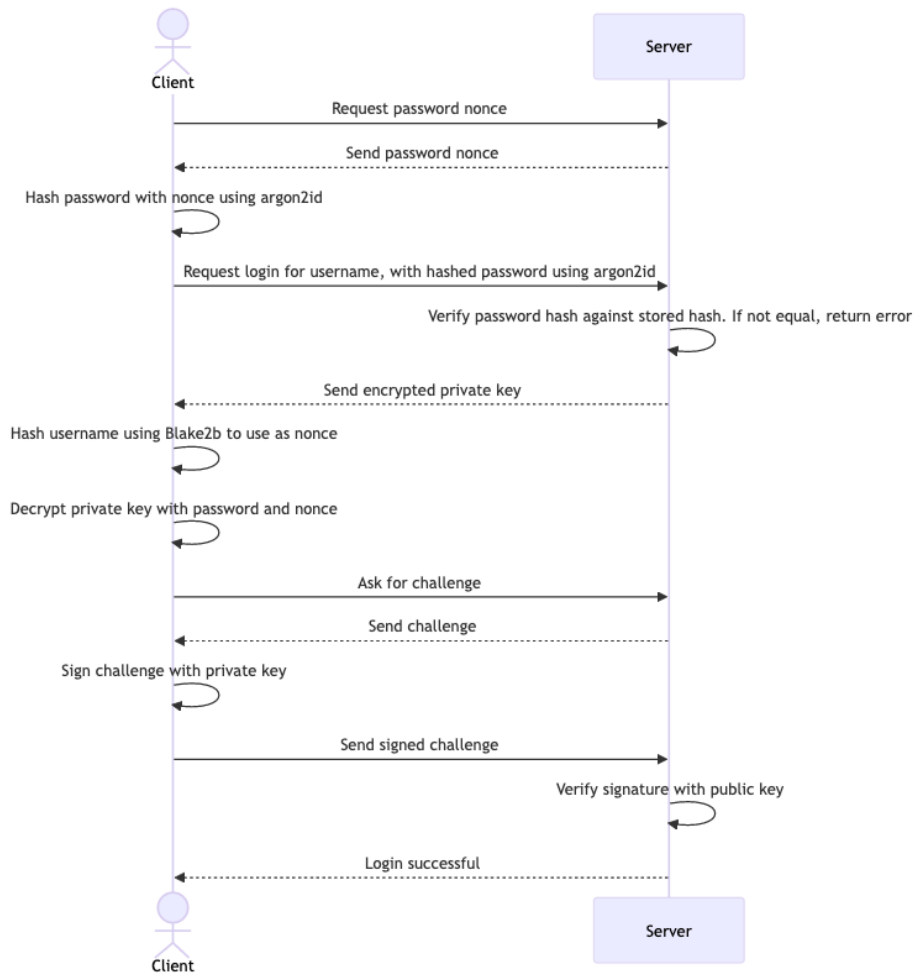 Client
Server
Request password nonce
Send password nonce
Hash password with nonce using argon2id
Request login for username, with hashed password using argon2id
Verify password hash against stored hash. If not equal, return error
Send encrypted private key
Hash username using Blake2b to use as nonce
Decrypt private key with password and nonce
Ask for challenge
Send challenge
Sign challenge with private key
Send signed challenge
Verify signature with public key
Login successful
Client
Server